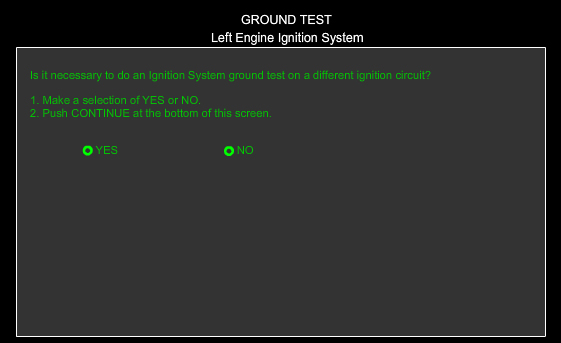 GROUND TEST
Left Engine Ignition System
Is it necessary to do an Ignition System ground test on a different ignition circuit?
1. Make a selection of YES or NO.
2. Push CONTINUE at the bottom of this screen.
YES NO